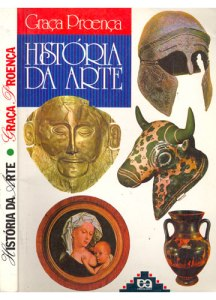 Graça Proença
HISTÓRIA
DA ARTE
HISTÓRIA DA ARTE • GRAÇA PROENÇA